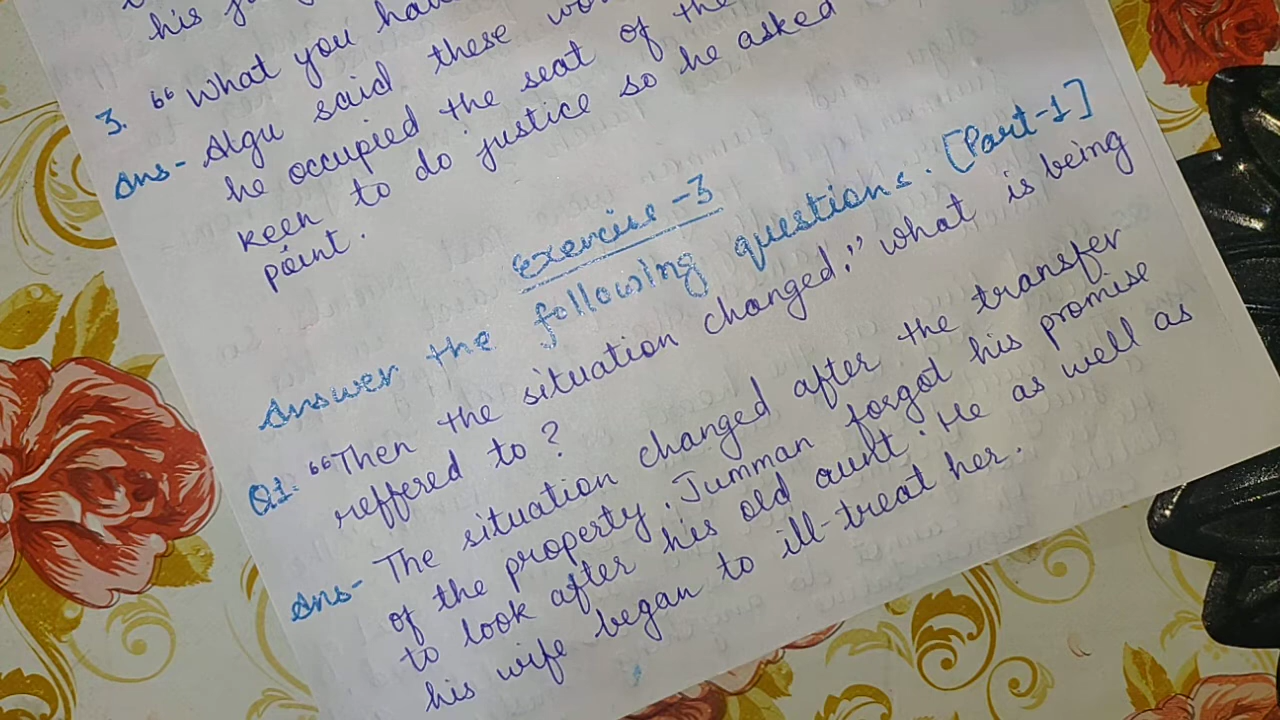 his
3. "What you have
Ans- Algu said these
he occupied the seat of the
keen to do justice so he asked
point.
Exercise -3
Answer the following questions. [Part-1]
Q1. "Then the situation changed." what is being
reffered to ?
Ans- The situation changed after the transfer
of the property. Jumman forgot his promise
to look after his old aunt. He as well as
his wife began to ill-treat her.